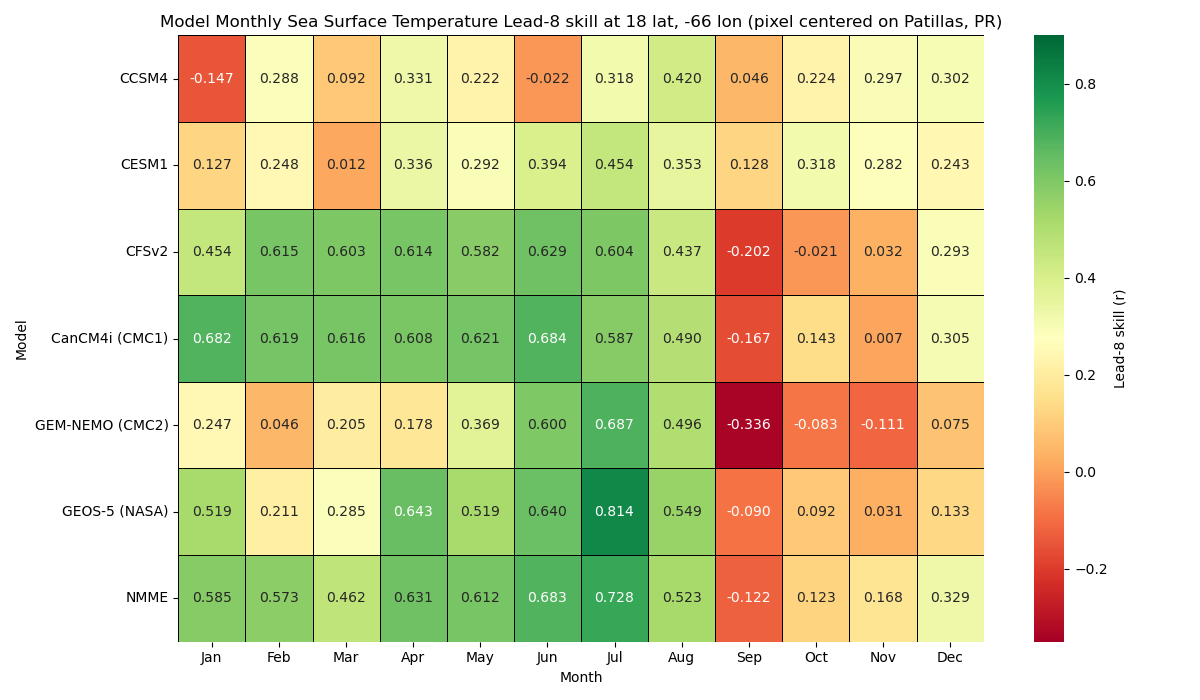 Model Monthly Sea Surface Temperature Lead-8 skill at 18 lat, -66 lon (pixel centered on Patillas, PR)
Model
CCSM4 -0.147 0.288 0.092 0.331 0.222 -0.022 0.318 0.420 0.046 0.224 0.297 0.302
CESM1 0.127 0.248 0.012 0.336 0.292 0.394 0.454 0.353 0.128 0.318 0.282 0.243
CFSv2 0.454 0.615 0.603 0.614 0.582 0.629 0.604 0.437 -0.202 -0.021 0.032 0.293
CanCM4i (CMC1) 0.682 0.619 0.616 0.608 0.621 0.684 0.587 0.490 -0.167 0.143 0.007 0.305
GEM-NEMO (CMC2) 0.247 0.046 0.205 0.178 0.369 0.600 0.687 0.496 -0.336 -0.083 -0.111 0.075
GEOS-5 (NASA) 0.519 0.211 0.285 0.643 0.519 0.640 0.814 0.549 -0.090 0.092 0.031 0.133
NMME 0.585 0.573 0.462 0.631 0.612 0.683 0.728 0.523 -0.122 0.123 0.168 0.329
Jan Feb Mar Apr May Jun Jul Aug Sep Oct Nov Dec
Month
0.8
0.6
0.4
0.2
0.0
−0.2
Lead-8 skill (r)